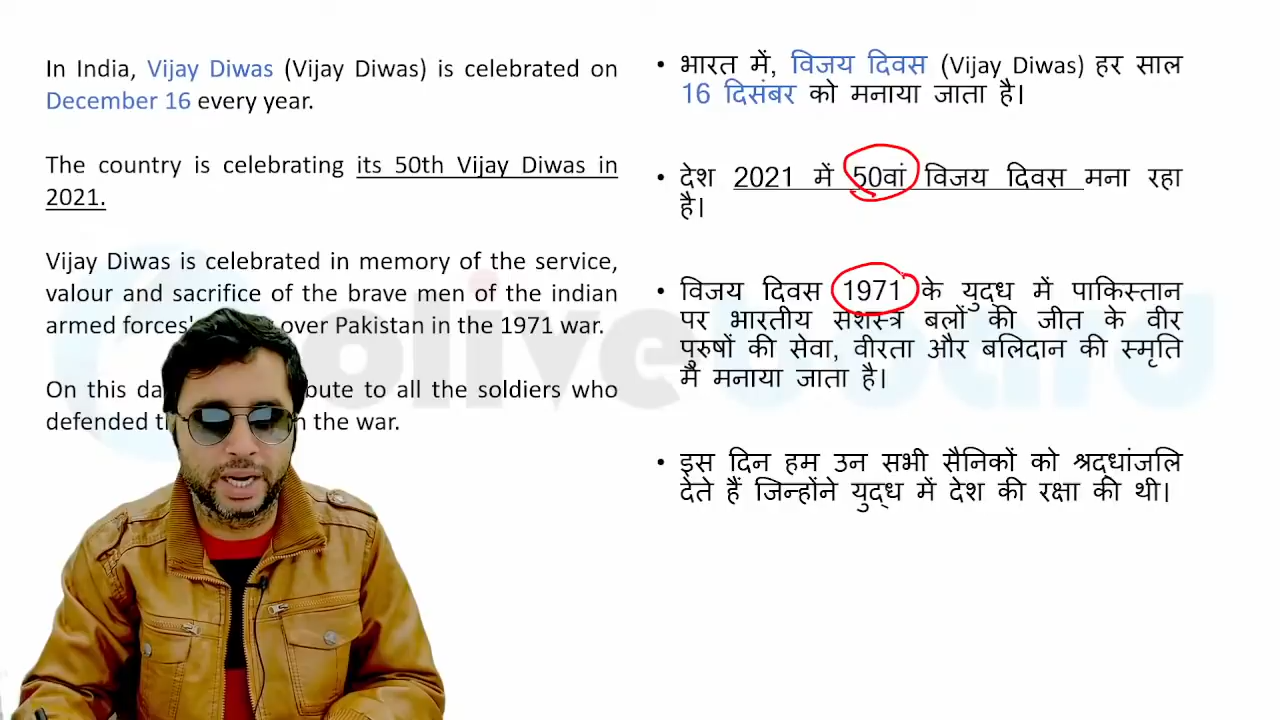 In India, Vijay Diwas (Vijay Diwas) is celebrated on
December 16 every year.
The country is celebrating its 50th Vijay Diwas in
2021.
Vijay Diwas is celebrated in memory of the service,
valour and sacrifice of the brave men of the indian
armed forces' over Pakistan in the 1971 war.
On this da bute to all the soldiers who
defended t n the war.
• भारत में, विजय दिवस (Vijay Diwas) हर साल
16 दिसंबर को मनाया जाता है।
• देश 2021 में 50वां विजय दिवस मना रहा
है।
• विजय दिवस 1971 के युद्ध में पाकिस्तान
पर भारतीय सशस्त्र बलों की जीत के वीर
पुरुषों की सेवा, वीरता और बलिदान की स्मृति
में मनाया जाता है।
• इस दिन हम उन सभी सैनिकों को श्रद्धांजलि
देते हैं जिन्होंने युद्ध में देश की रक्षा की थी।
oliveboard